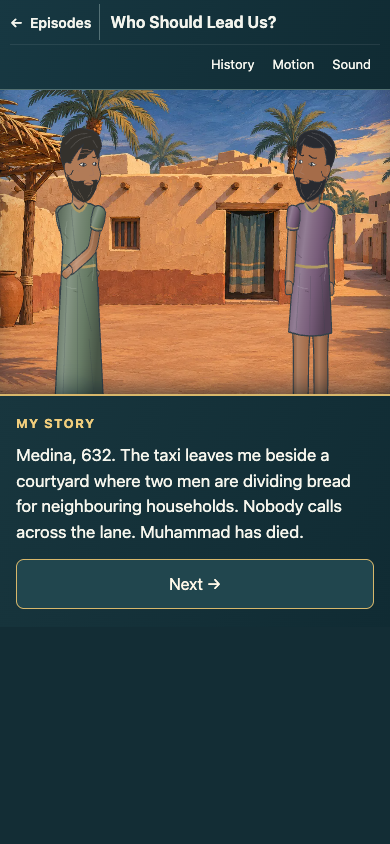 ← Episodes
Who Should Lead Us?
History Motion Sound
MY STORY
Medina, 632. The taxi leaves me beside a
courtyard where two men are dividing bread
for neighbouring households. Nobody calls
across the lane. Muhammad has died.
Next →